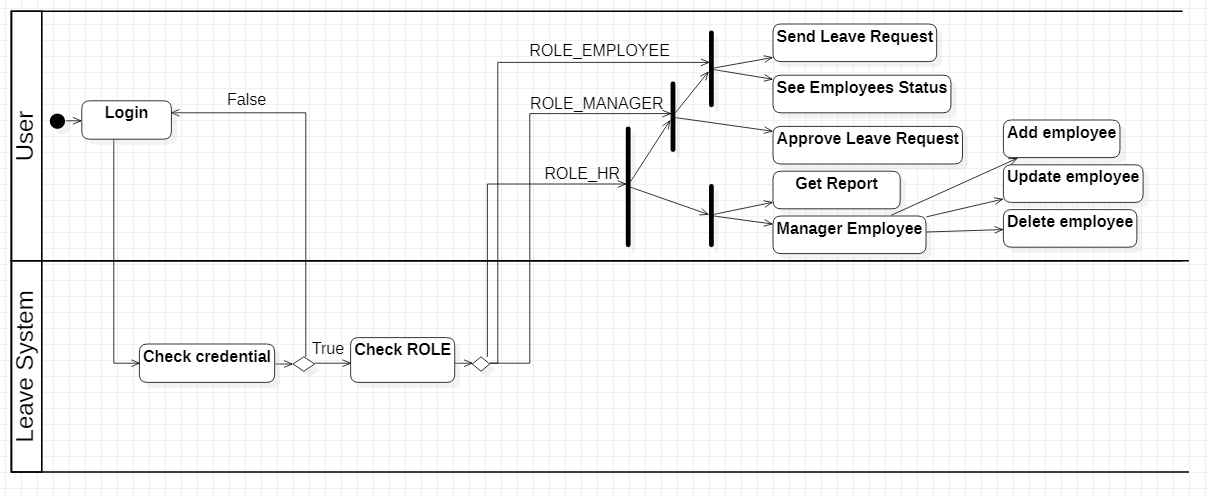 User
Login
False
ROLE_EMPLOYEE
ROLE_MANAGER
ROLE_HR
Send Leave Request
See Employees Status
Approve Leave Request
Get Report
Manager Employee
Add employee
Update employee
Delete employee
Leave System
Check credential
True
Check ROLE